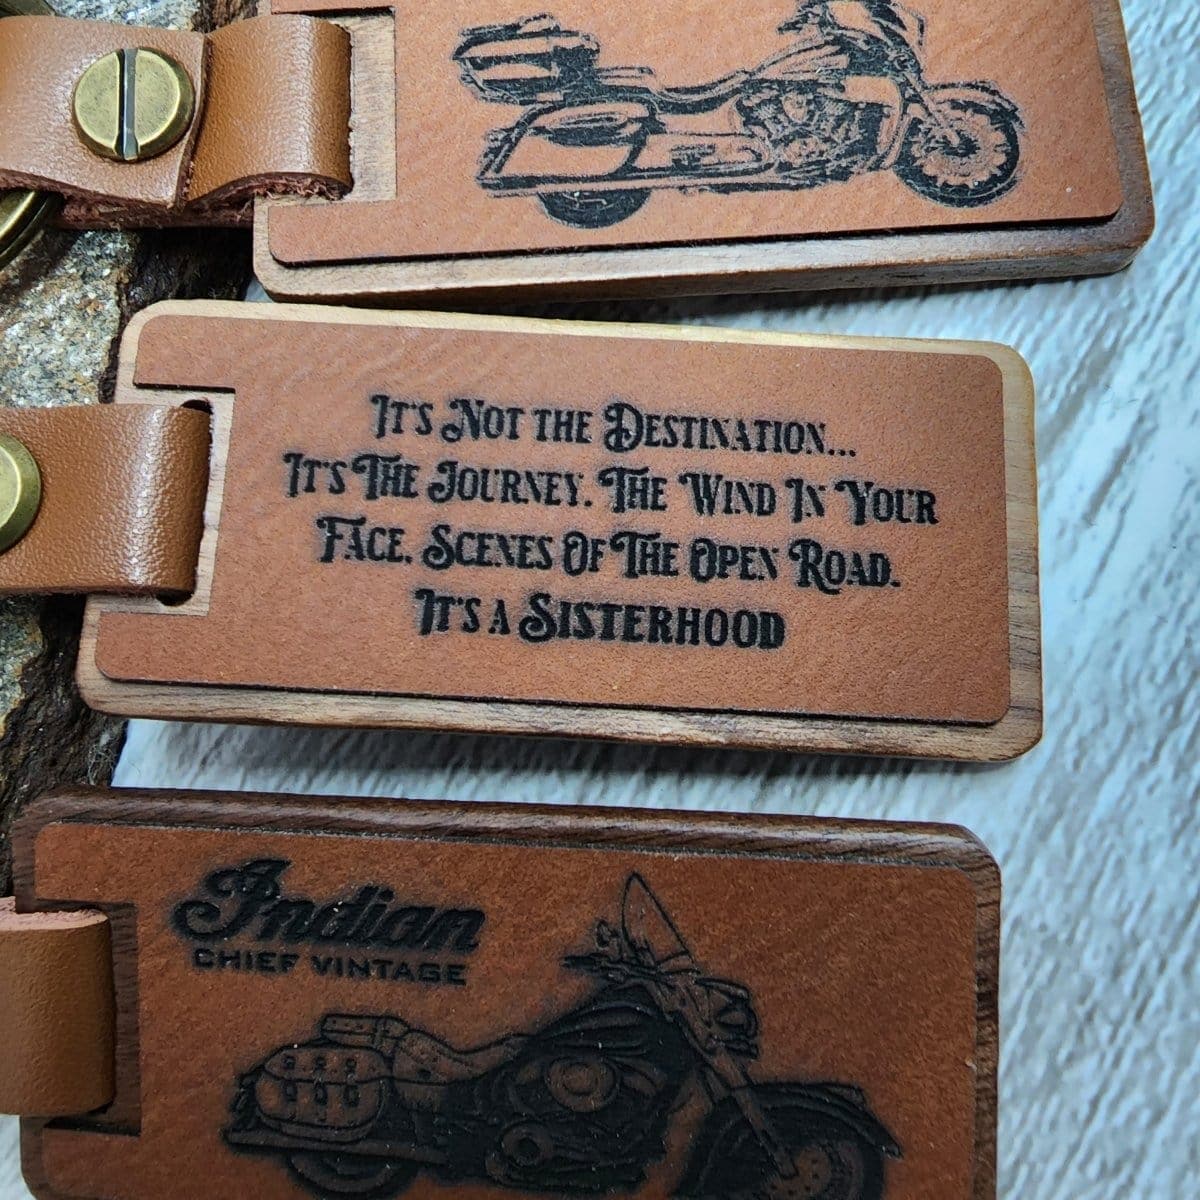 It's Not the Destination...
It's The Journey. The Wind In Your
Face. Scenes Of The Open Road.
It's a Sisterhood
Indian
CHIEF VINTAGE